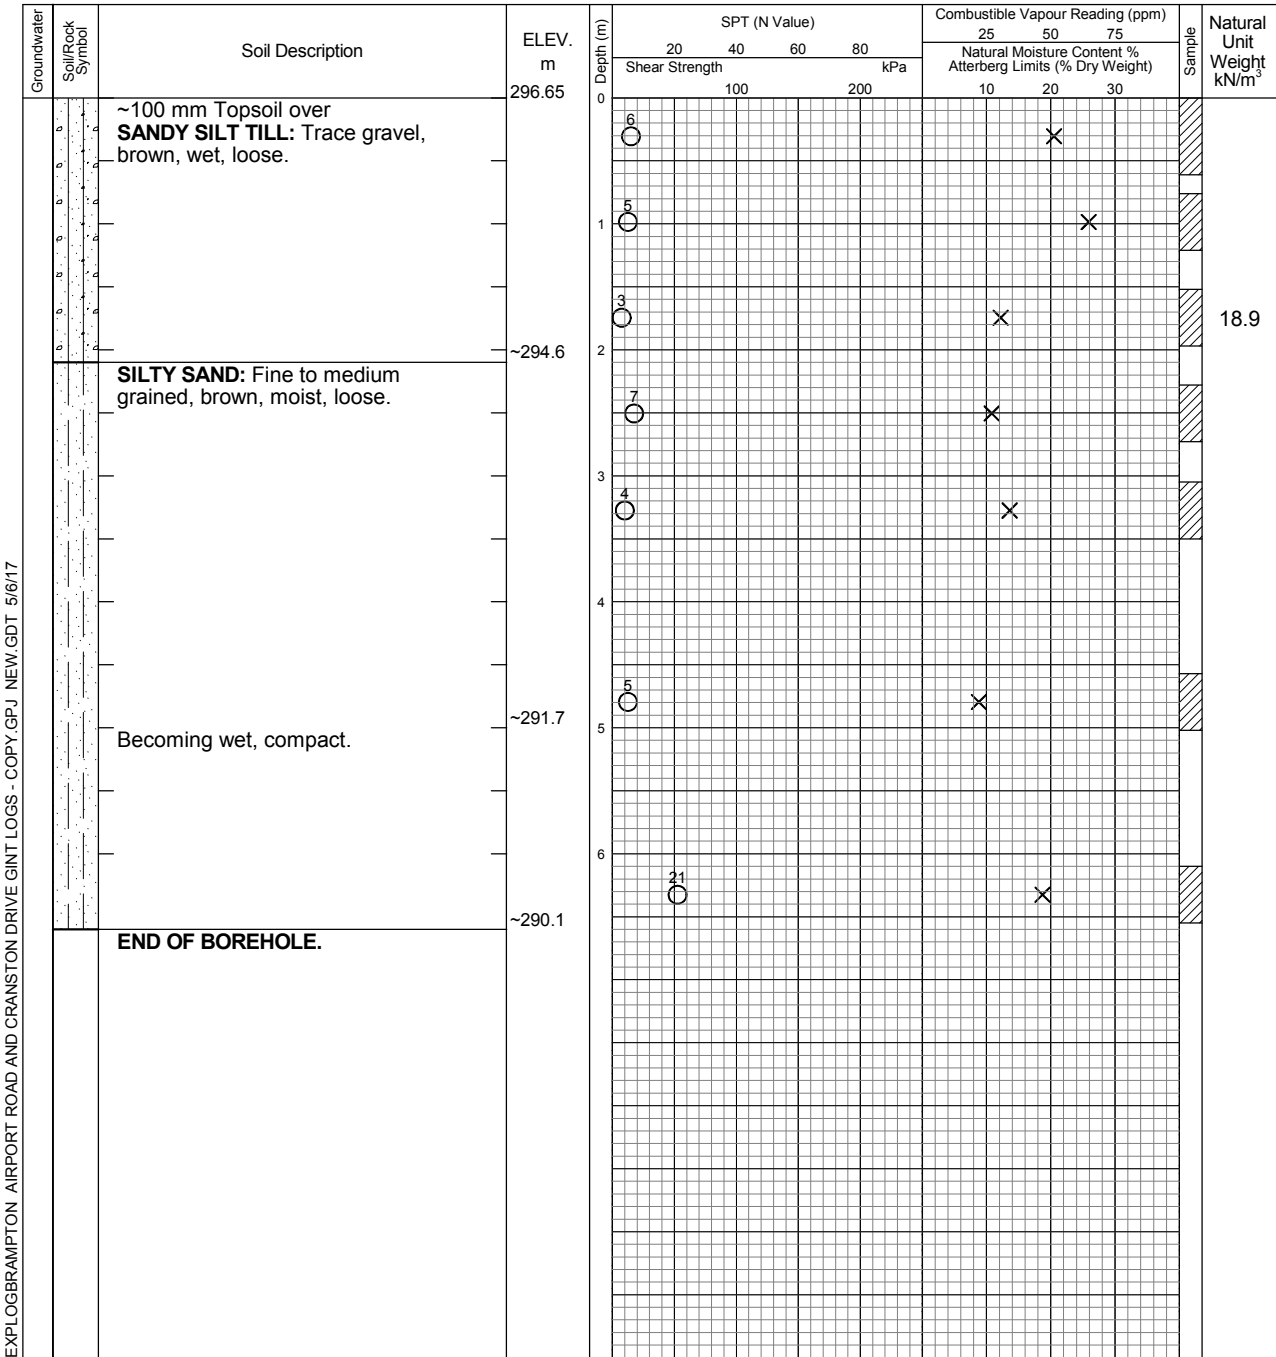 Groundwater
Soil/Rock
Symbol
Soil Description
ELEV.
m
Depth (m)
SPT (N Value)
20 40 60 80
Shear Strength kPa
100 200
Combustible Vapour Reading (ppm)
25 50 75
Natural Moisture Content %
Atterberg Limits (% Dry Weight)
10 20 30
Sample
Natural
Unit
Weight
kN/m³
296.65
0
~100 mm Topsoil over
SANDY SILT TILL: Trace gravel,
brown, wet, loose.
6
5
1
3
18.9
~294.6
2
SILTY SAND: Fine to medium
grained, brown, moist, loose.
7
3
4
4
5
~291.7
5
Becoming wet, compact.
6
21
~290.1
END OF BOREHOLE.
EXPLOGBRAMPTON AIRPORT ROAD AND CRANSTON DRIVE GINT LOGS - COPY.GPJ NEW.GDT 5/6/17